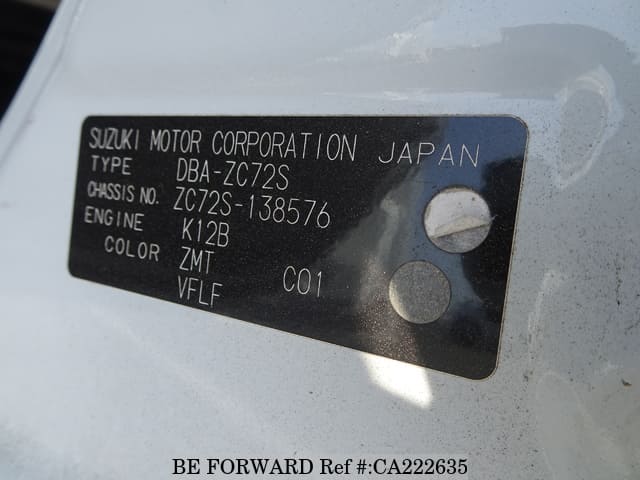 SUZUKI MOTOR CORPORATION JAPAN
TYPE DBA-ZC72S
CHASSIS NO. ZC72S-138576
ENGINE K12B
COLOR ZMT C01
VFLF
BE FORWARD Ref #:CA222635